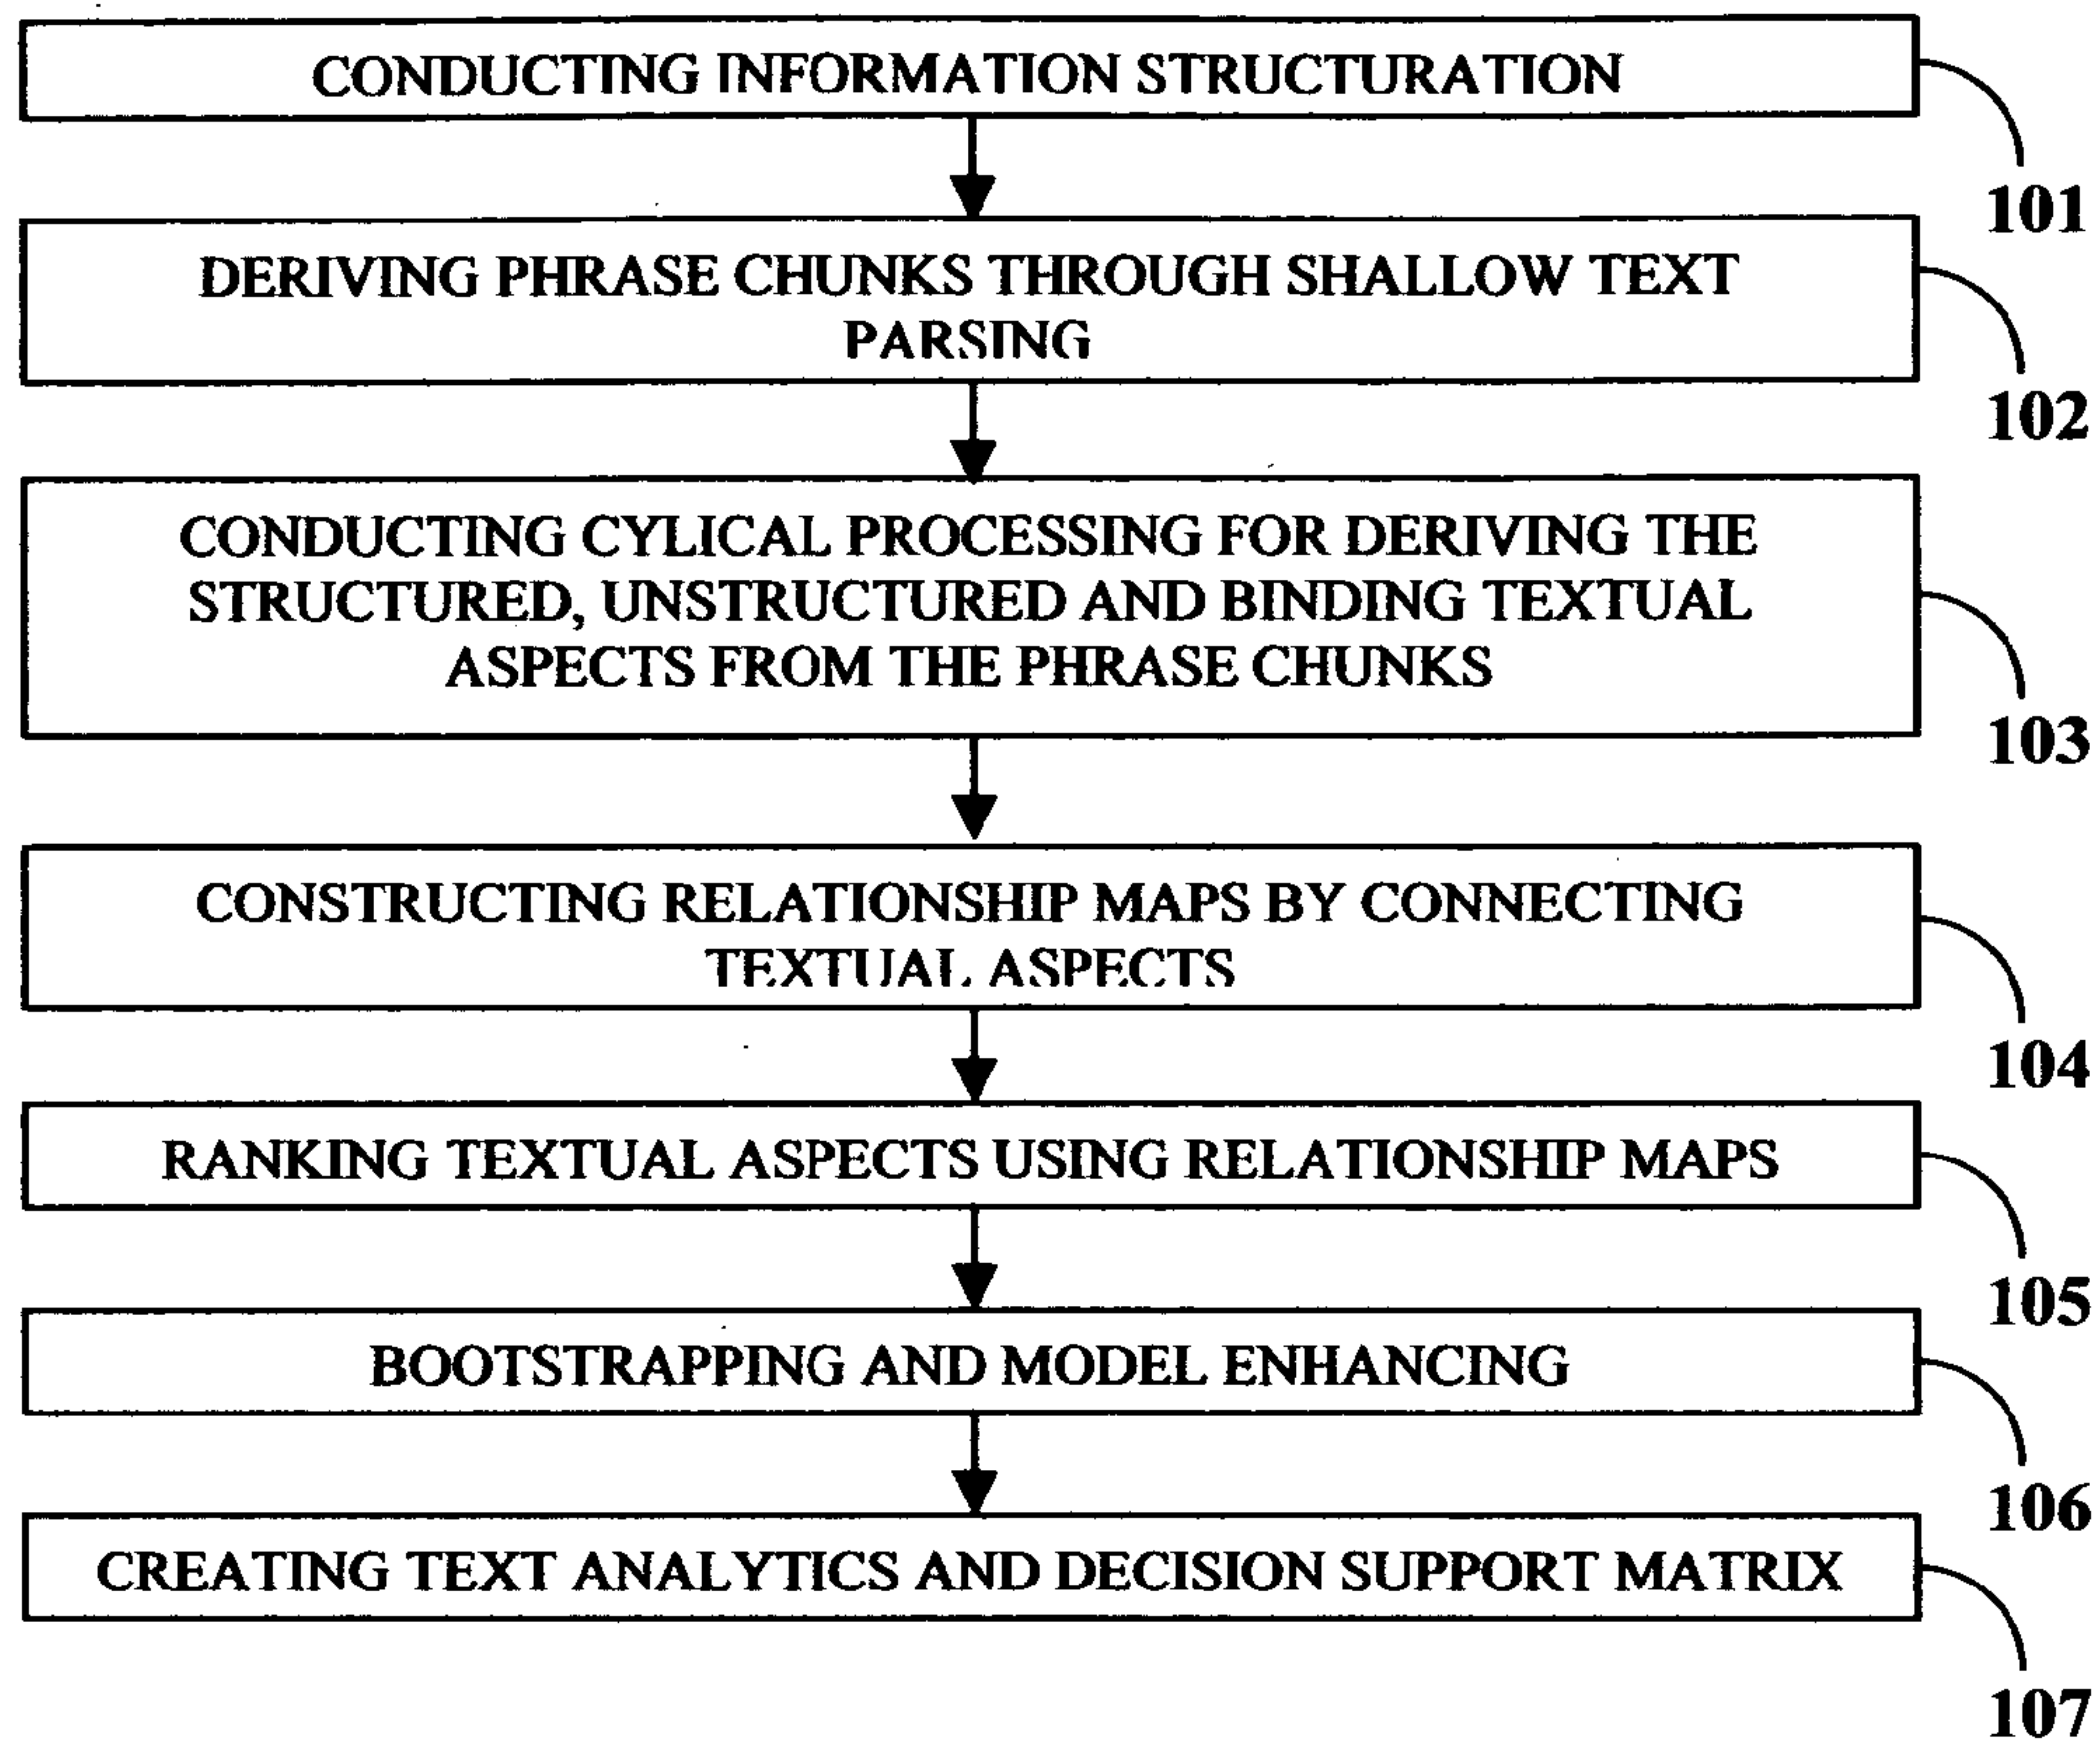 CONDUCTING INFORMATION STRUCTURATION
101
DERIVING PHRASE CHUNKS THROUGH SHALLOW TEXT
PARSING
102
CONDUCTING CYLICAL PROCESSING FOR DERIVING THE
STRUCTURED, UNSTRUCTURED AND BINDING TEXTUAL
ASPECTS FROM THE PHRASE CHUNKS
103
CONSTRUCTING RELATIONSHIP MAPS BY CONNECTING
TEXTUAL ASPECTS
104
RANKING TEXTUAL ASPECTS USING RELATIONSHIP MAPS
105
BOOTSTRAPPING AND MODEL ENHANCING
106
CREATING TEXT ANALYTICS AND DECISION SUPPORT MATRIX
107